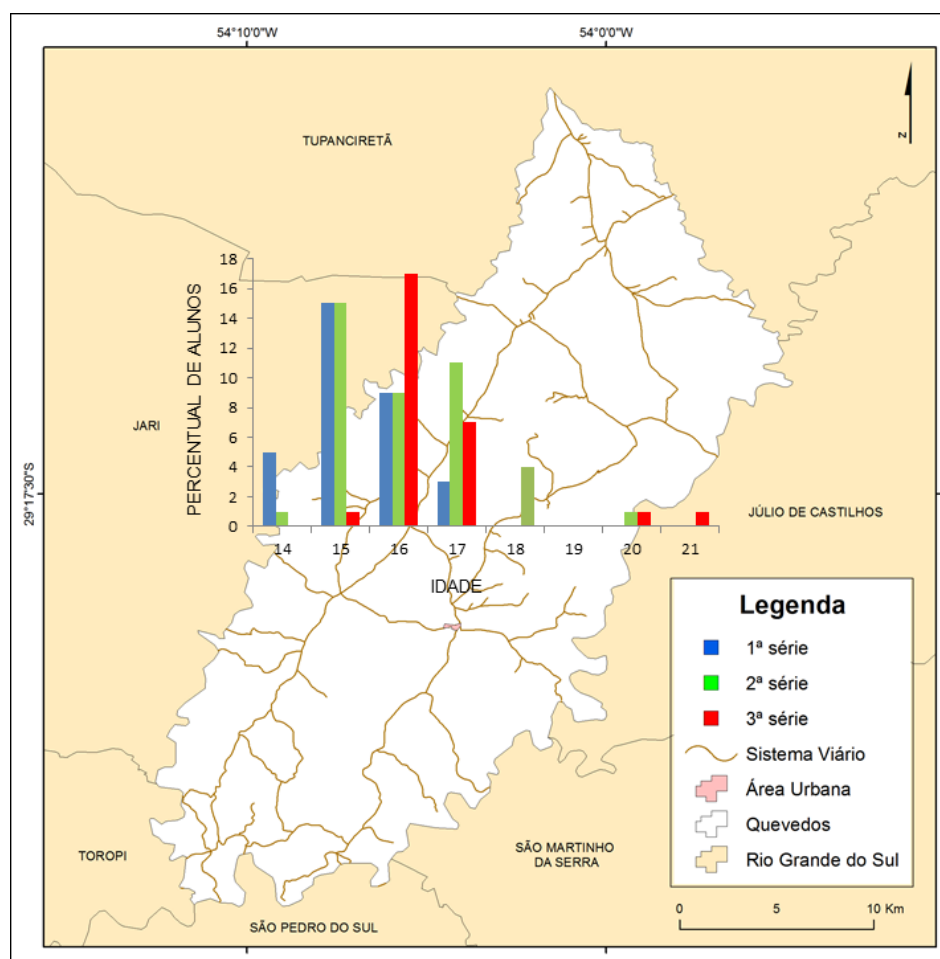 54°10'0"W
54°0'0"W
z
TUPANCIRETÃ
18
16
14
12
10
8
6
4
2
0
PERCENTUAL DE ALUNOS
JARI
29°17'30"S
JÚLIO DE CASTILHOS
14 15 16 17 18 19 20 21
IDADE
Legenda
1ª série
2ª série
3ª série
Sistema Viário
Área Urbana
Quevedos
Rio Grande do Sul
TOROPI
SÃO MARTINHO
DA SERRA
0 5 10 Km
SÃO PEDRO DO SUL